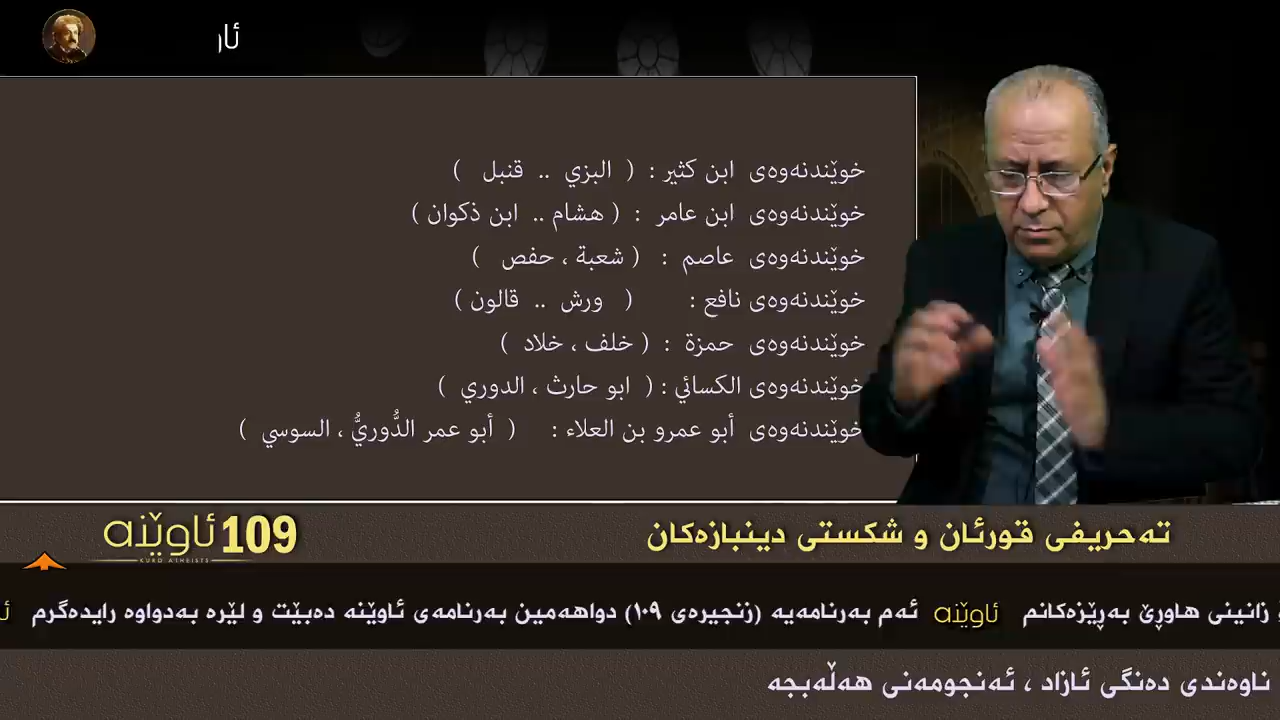 ئاو
خوێندنەوەی ابن كثير : ( البزي .. قنبل )
خوێندنەوەی ابن عامر : ( هشام .. ابن ذكوان )
خوێندنەوەی عاصم : ( شعبة ، حفص )
خوێندنەوەی نافع : ( ورش .. قالون )
خوێندنەوەی حمزة : ( خلف ، خلاد )
خوێندنەوەی الكسائي : ( ابو حارث ، الدوري )
خوێندنەوەی أبو عمرو بن العلاء : ( أبو عمر الدُّوريُّ ، السوسي )
تەحریفی قورئان و شکستی دینبازەکان
ئاوێنە 109
KURD ATHEISTS
زانینی هاوڕێ بەڕێزەکانم ئاوێنە ئەم بەرنامەیە (زنجیرەی ١٠٩) دواهەمین بەرنامەی ئاوێنە دەبێت و لێرە بەدواوە رایدەگرم
ناوەندی دەنگی ئازاد ، ئەنجومەنی هەڵەبجە